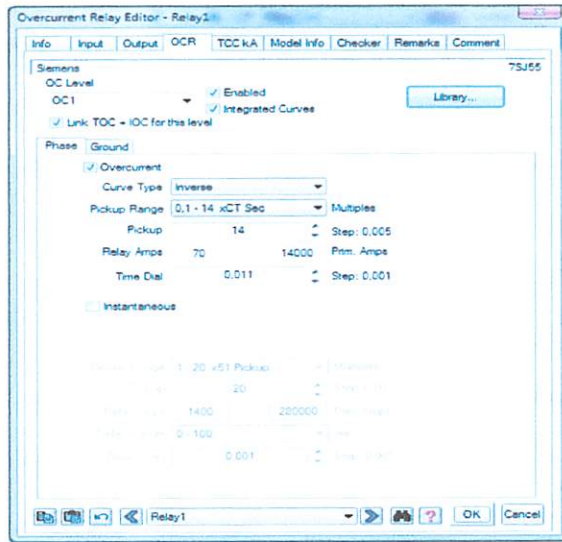 Overcurrent Relay Editor - Relay1
Info Input Output OCR TCC kA Model Info Checker Remarks Comment
Siemens 7SJ55
OC Level
OC1
Enabled
Integrated Curves
Library...
Link TOC + IOC for this level
Phase Ground
Overcurrent
Curve Type Inverse
Pickup Range 0,1 - 14 xCT Sec Multiples
Pickup 14 Step: 0,005
Relay Amps 70 14000 Prim. Amps
Time Dial 0,011 Step: 0,001
Instantaneous
1 - 20 x51 Pickup
20
1400 280000
0 - 100
0,001
Relay1 OK Cancel